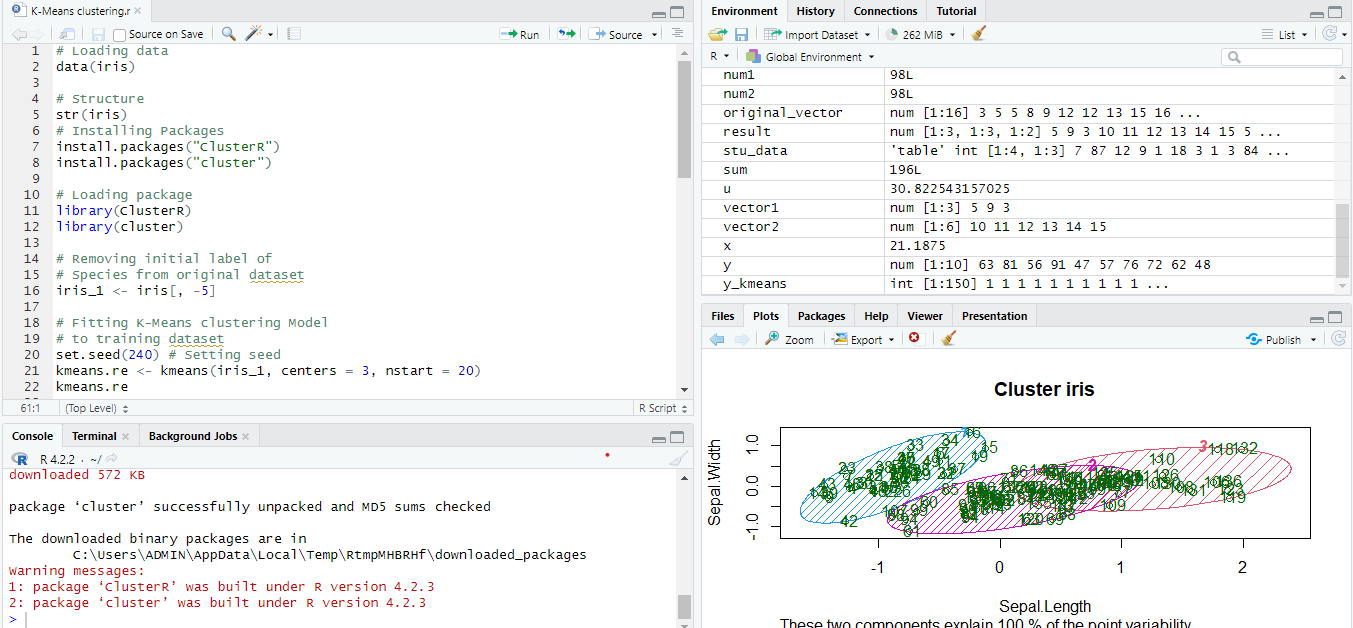 K-Means clustering.r
Source on Save
Run
Source
1 # Loading data
2 data(iris)
3
4 # Structure
5 str(iris)
6 # Installing Packages
7 install.packages("ClusterR")
8 install.packages("cluster")
9
10 # Loading package
11 library(ClusterR)
12 library(cluster)
13
14 # Removing initial label of
15 # Species from original dataset
16 iris_1 <- iris[, -5]
17
18 # Fitting K-Means clustering Model
19 # to training dataset
20 set.seed(240) # Setting seed
21 kmeans.re <- kmeans(iris_1, centers = 3, nstart = 20)
22 kmeans.re
61:1 (Top Level) R Script
Console Terminal Background Jobs
R 4.2.2 · ~/
downloaded 572 KB
package ‘cluster’ successfully unpacked and MD5 sums checked
The downloaded binary packages are in
C:\Users\ADMIN\AppData\Local\Temp\RtmpMHBRHf\downloaded_packages
Warning messages:
1: package ‘ClusterR’ was built under R version 4.2.3
2: package ‘cluster’ was built under R version 4.2.3
>
Environment History Connections Tutorial
Import Dataset 262 MiB List
R Global Environment
num1 98L
num2 98L
original_vector num [1:16] 3 5 5 8 9 12 12 13 15 16 ...
result num [1:3, 1:3, 1:2] 5 9 3 10 11 12 13 14 15 5 ...
stu_data 'table' int [1:4, 1:3] 7 87 12 9 1 18 3 1 3 84 ...
sum 196L
u 30.822543157025
vector1 num [1:3] 5 9 3
vector2 num [1:6] 10 11 12 13 14 15
x 21.1875
y num [1:10] 63 81 56 91 47 57 76 72 62 48
y_kmeans int [1:150] 1 1 1 1 1 1 1 1 1 1 ...
Files Plots Packages Help Viewer Presentation
Zoom Export Publish
Cluster iris
Sepal.Width
1.0
0.0
-1.0
33 34 16
15
19
23
42
61
110
118 132
109
119
2
3
-1 0 1 2
Sepal.Length
These two components explain 100 % of the point variability.